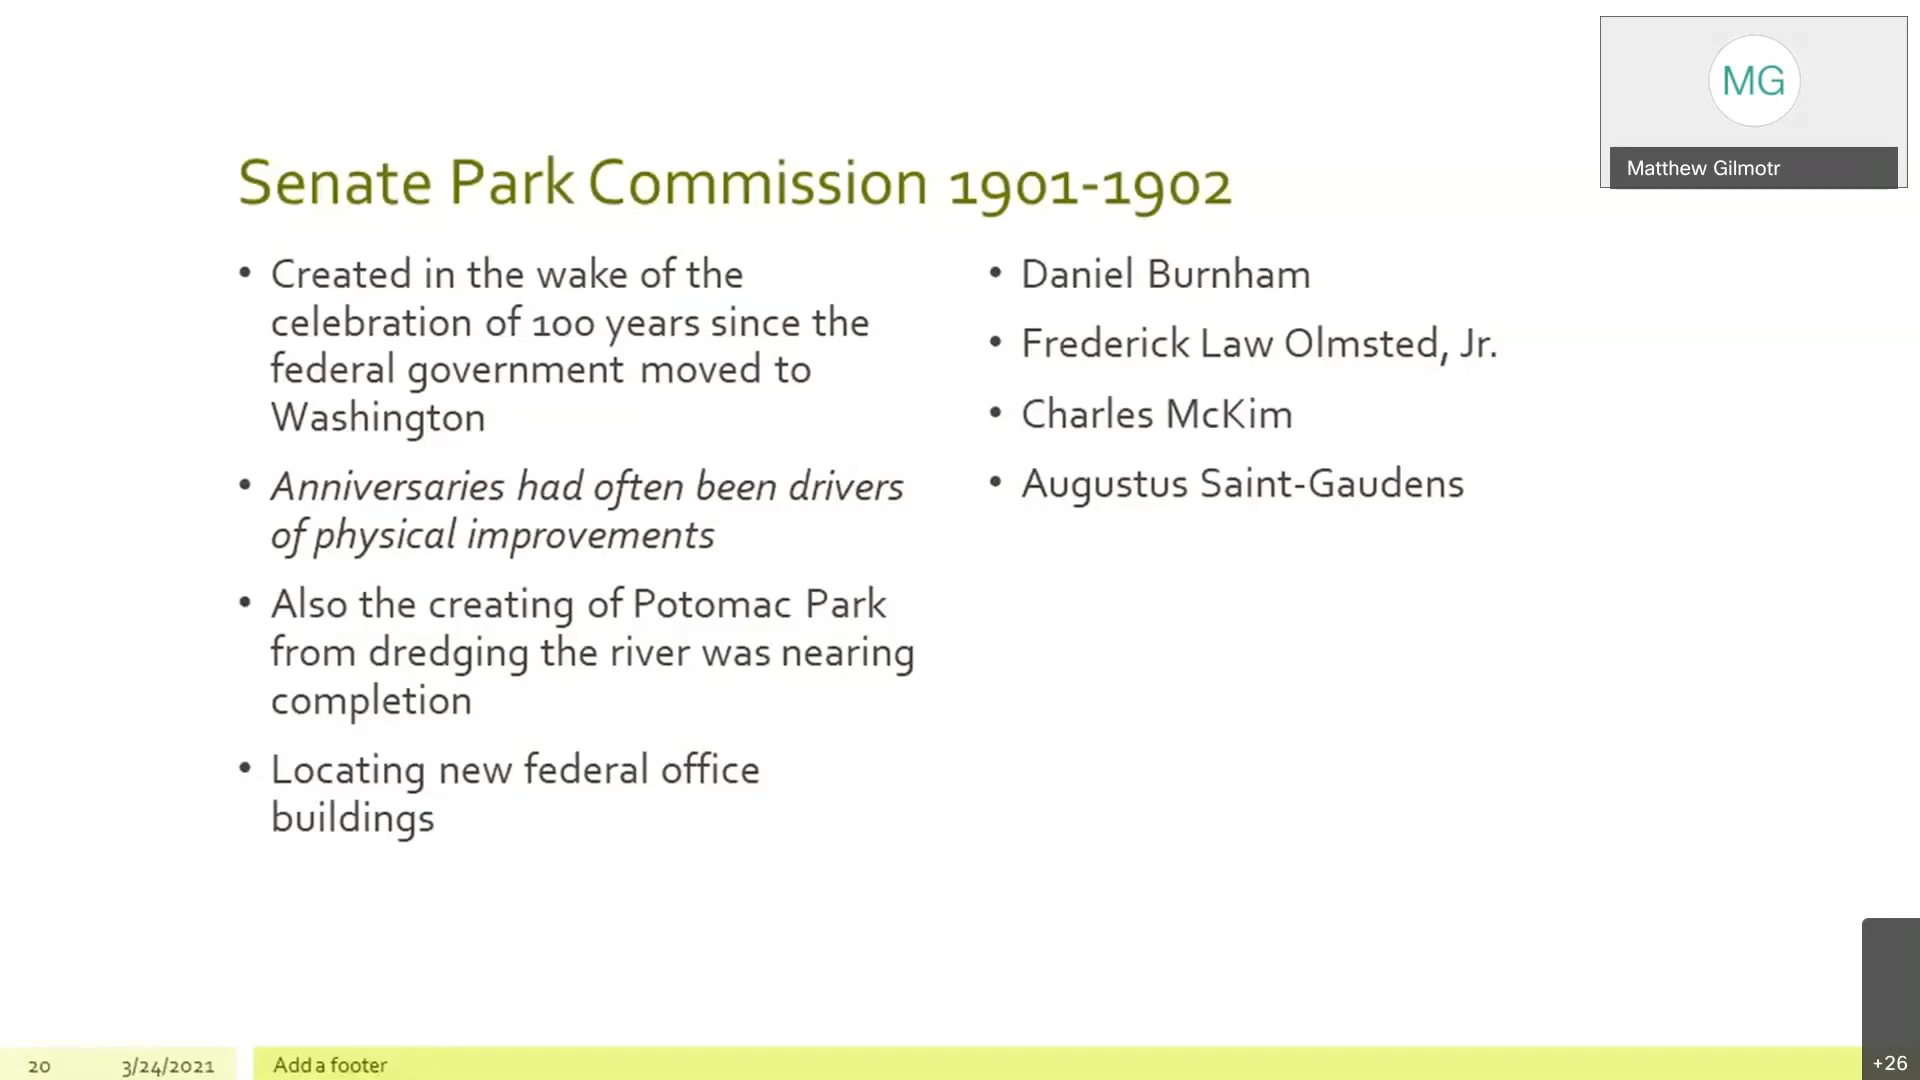 MG
Matthew Gilmotr
Senate Park Commission 1901-1902
• Created in the wake of the
celebration of 100 years since the
federal government moved to
Washington
• Anniversaries had often been drivers
of physical improvements
• Also the creating of Potomac Park
from dredging the river was nearing
completion
• Locating new federal office
buildings
• Daniel Burnham
• Frederick Law Olmsted, Jr.
• Charles McKim
• Augustus Saint-Gaudens
20
3/24/2021
Add a footer
+26